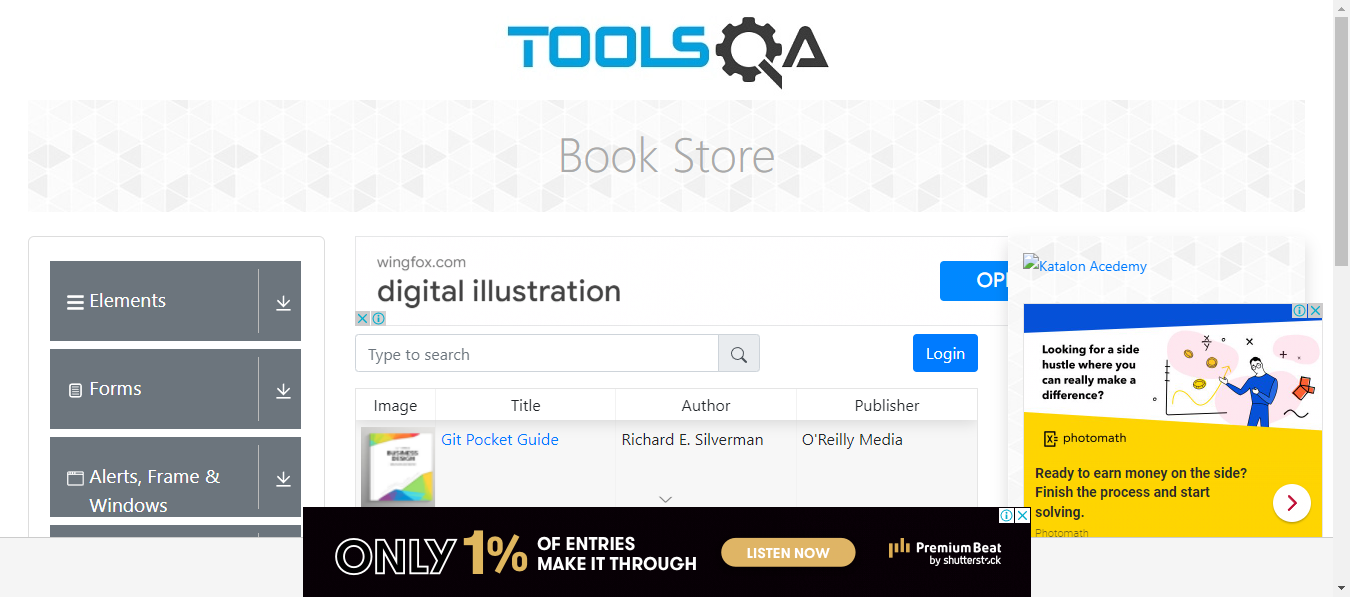 TOOLSQA
Book Store
Elements
Forms
Alerts, Frame &
Windows
wingfox.com
digital illustration
OP
Type to search
Login
Image Title Author Publisher
Git Pocket Guide Richard E. Silverman O'Reilly Media
BUSINESS
DESIGN
Katalon Acedemy
Looking for a side
hustle where you
can really make a
difference?
photomath
Ready to earn money on the side?
Finish the process and start
solving.
Photomath
ONLY 1% OF ENTRIES
MAKE IT THROUGH
LISTEN NOW
PremiumBeat
by shutterstock